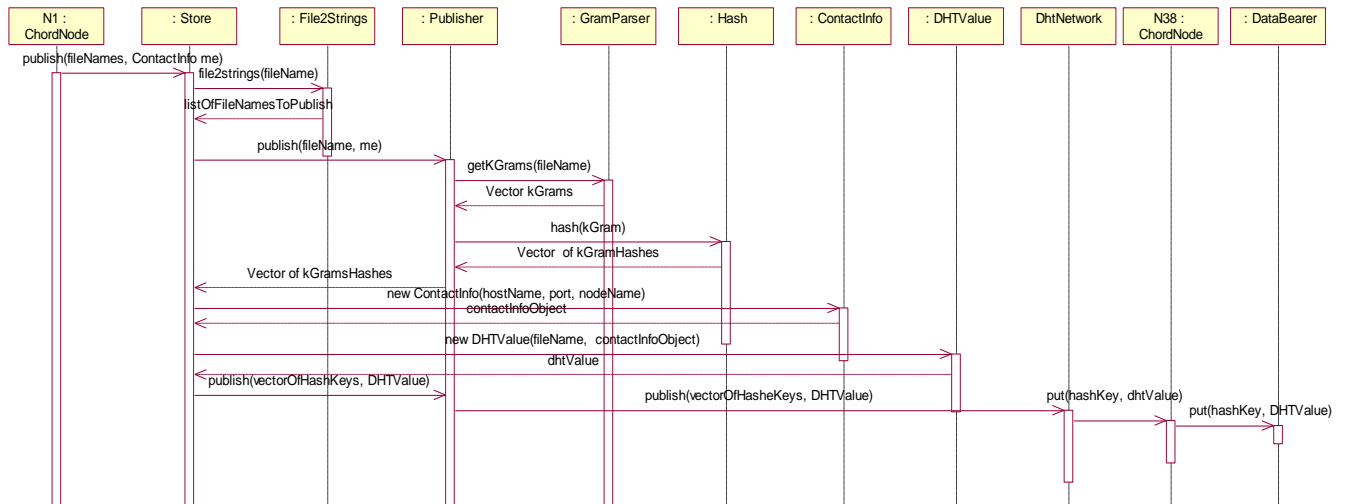 N1 :
ChordNode
: Store
: File2Strings
: Publisher
: GramParser
: Hash
: ContactInfo
: DHTValue
DhtNetwork
N38 :
ChordNode
: DataBearer
publish(fileNames, ContactInfo me)
file2strings(fileName)
listOfFileNamesToPublish
publish(fileName, me)
getKGrams(fileName)
Vector kGrams
hash(kGram)
Vector of kGramHashes
Vector of kGramsHashes
new ContactInfo(hostName, port, nodeName)
contactInfoObject
new DHTValue(fileName, contactInfoObject)
dhtValue
publish(vectorOfHashKeys, DHTValue)
publish(vectorOfHasheKeys, DHTValue)
put(hashKey, dhtValue)
put(hashKey, DHTValue)